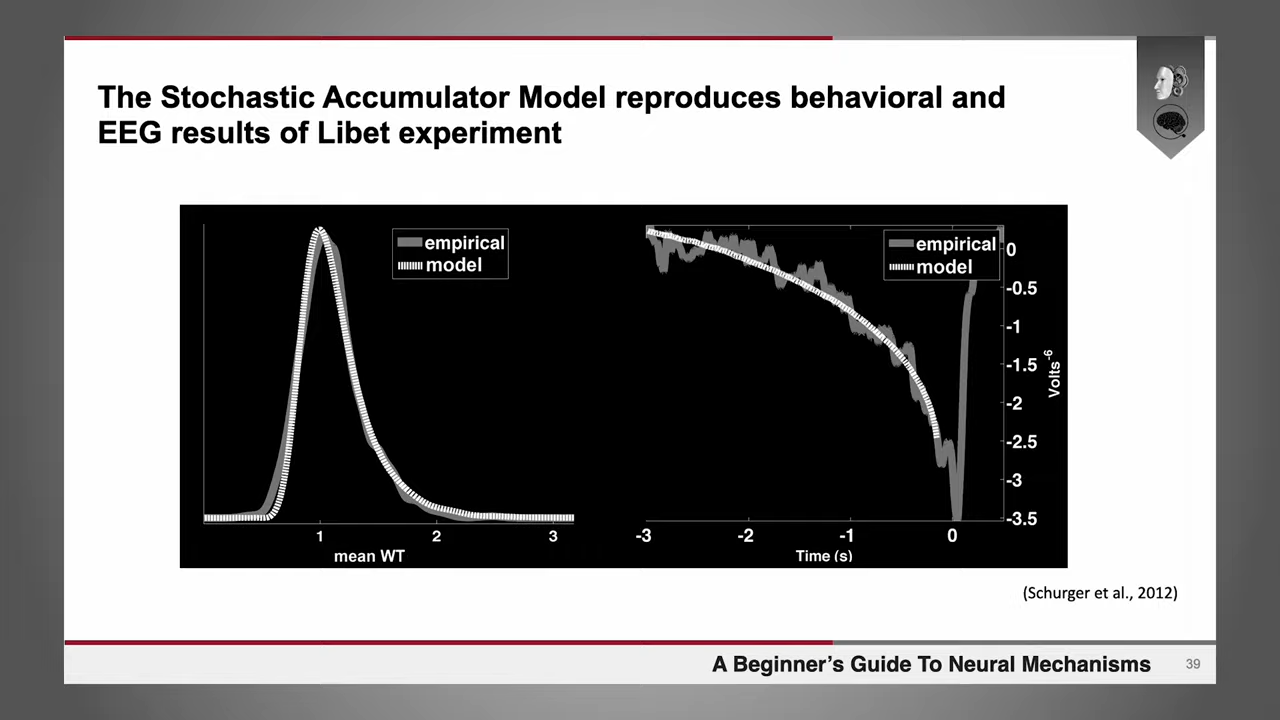 The Stochastic Accumulator Model reproduces behavioral and
EEG results of Libet experiment
empirical
model
1
2
3
mean WT
empirical
model
0
-0.5
-1
-1.5
-2
-2.5
-3
-3.5
Volts-6
-3
-2
-1
0
Time (s)
(Schurger et al., 2012)
A Beginner's Guide To Neural Mechanisms
39